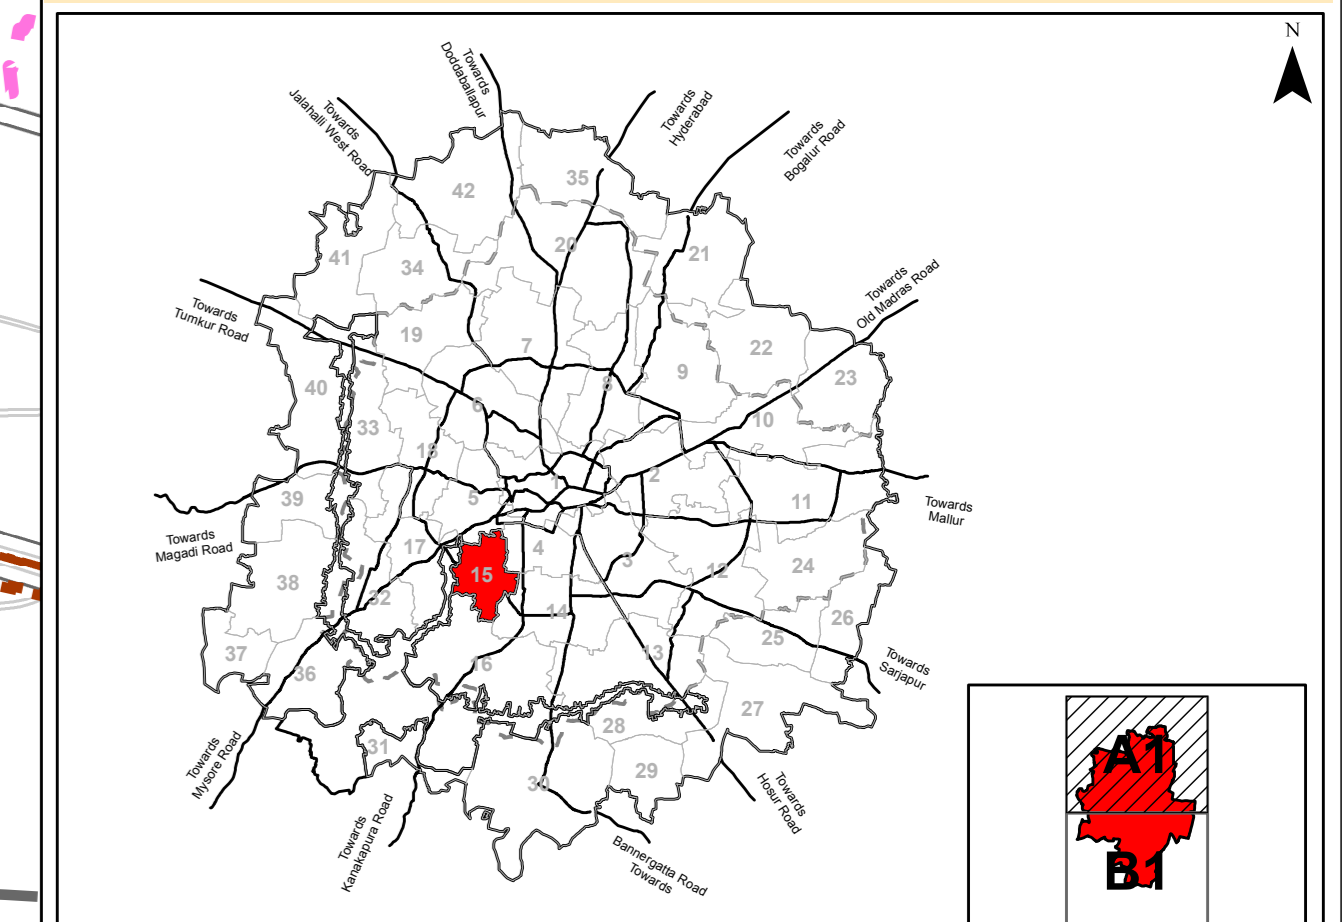 N
Towards
Doddaballapur
Towards
Jalahalli West Road
Towards
Hyderabad
Towards
Bogalur Road
42
35
20
21
41
34
Towards
Old Madras Road
Towards
Tumkur Road
19
7
22
9
8
23
40
6
10
33
18
2
1
5
39
11
Towards
Mallur
Towards
Magadi Road
17
4
3
12
24
15
38
32
14
26
25
37
36
16
13
Towards
Sarjapur
27
28
31
29
30
Towards
Mysore Road
Towards
Kanakapura Road
Towards
Hosur Road
Bannergatta Road
Towards
A1
B1